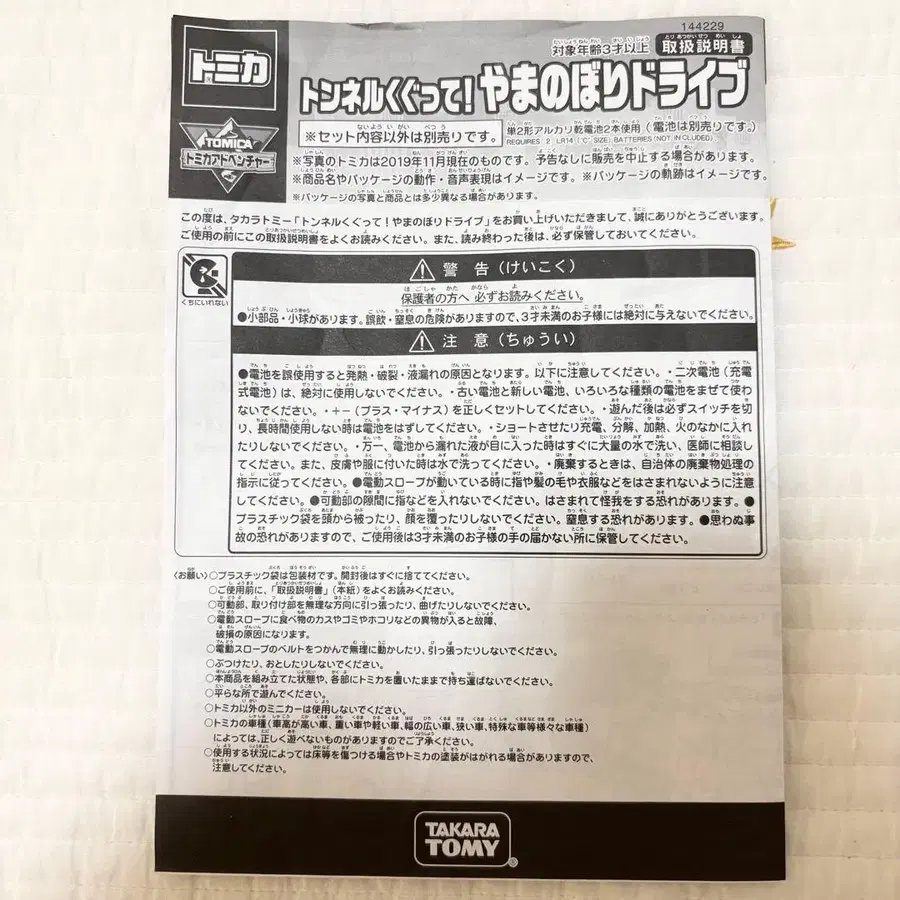 144229
トミカ
対象年齢3才以上 取扱説明書
トンネルくぐって!やまのぼりドライブ
TOMICA
トミカアドベンチャー
※セット内容以外は別売りです。
単2形アルカリ乾電池2本使用(電池は別売りです。)
REQUIRES 2 LR14 ("C" SIZE) BATTERIES (NOT INCLUDED).
※写真のトミカは2019年11月現在のものです。予告なしに販売を中止する場合があります。
※商品名やパッケージの動作・音声表現はイメージです。※パッケージの軌跡はイメージです。
※パッケージの写真と商品とは多少異なる場合があります。
この度は、タカラトミー「トンネルくぐって!やまのぼりドライブ」をお買い上げいただきまして、誠にありがとうございます。
ご使用の前にこの取扱説明書をよくお読みください。また、読み終わった後は、必ず保管しておいてください。
くちにいれない
警告(けいこく)
保護者の方へ 必ずお読みください。
●小部品・小球があります。誤飲・窒息の危険がありますので、3才未満のお子様には絶対に与えないでください。
注意(ちゅうい)
●電池を誤使用すると発熱・破裂・液漏れの原因となります。以下に注意してください。・二次電池(充電
式電池)は、絶対に使用しないでください。・古い電池と新しい電池、いろいろな種類の電池をまぜて使わ
ないでください。・+-(プラス・マイナス)を正しくセットしてください。・遊んだ後は必ずスイッチを切
り、長時間使用しない時は電池をはずしてください。・ショートさせたり充電、分解、加熱、火のなかに入れ
たりしないでください。・万一、電池から漏れた液が目に入った時はすぐに大量の水で洗い、医師に相談し
てください。また、皮膚や服に付いた時は水で洗ってください。・廃棄するときは、自治体の廃棄物処理の
指示に従ってください。●電動スロープが動いている時に指や髪の毛や衣服などをはさまれないように注意
してください。●可動部の隙間に指などを入れないでください。はさまれて怪我をする恐れがあります。●
プラスチック袋を頭から被ったり、顔を覆ったりしないでください。窒息する恐れがあります。●思わぬ事
故の恐れがありますので、ご使用後は3才未満のお子様の手の届かない所に保管してください。
〈お願い〉○プラスチック袋は包装材です。開封後はすぐに捨ててください。
○ご使用前に、「取扱説明書」(本紙)をよくお読みください。
○可動部、取り付け部を無理な方向に引っ張ったり、曲げたりしないでください。
○電動スロープに食べ物のカスやゴミやホコリなどの異物が入ると故障、
破損の原因になります。
○電動スロープのベルトをつかんで無理に動かしたり、引っ張ったりしないでください。
○ぶつけたり、おとしたりしないでください。
○本商品を組み立てた状態や、各部にトミカを置いたままで持ち運ばないでください。
○平らな所で遊んでください。
○トミカ以外のミニカーは使用しないでください。
○トミカの車種(車高が高い車、重い車や軽い車、幅の広い車、狭い車、特殊な車等様々な車種)
によっては、正しく遊べないものがありますのでご了承ください。
○使用する状況によっては床等を傷つける場合やトミカの塗装がはがれる場合がありますので、
注意してください。
TAKARA
TOMY